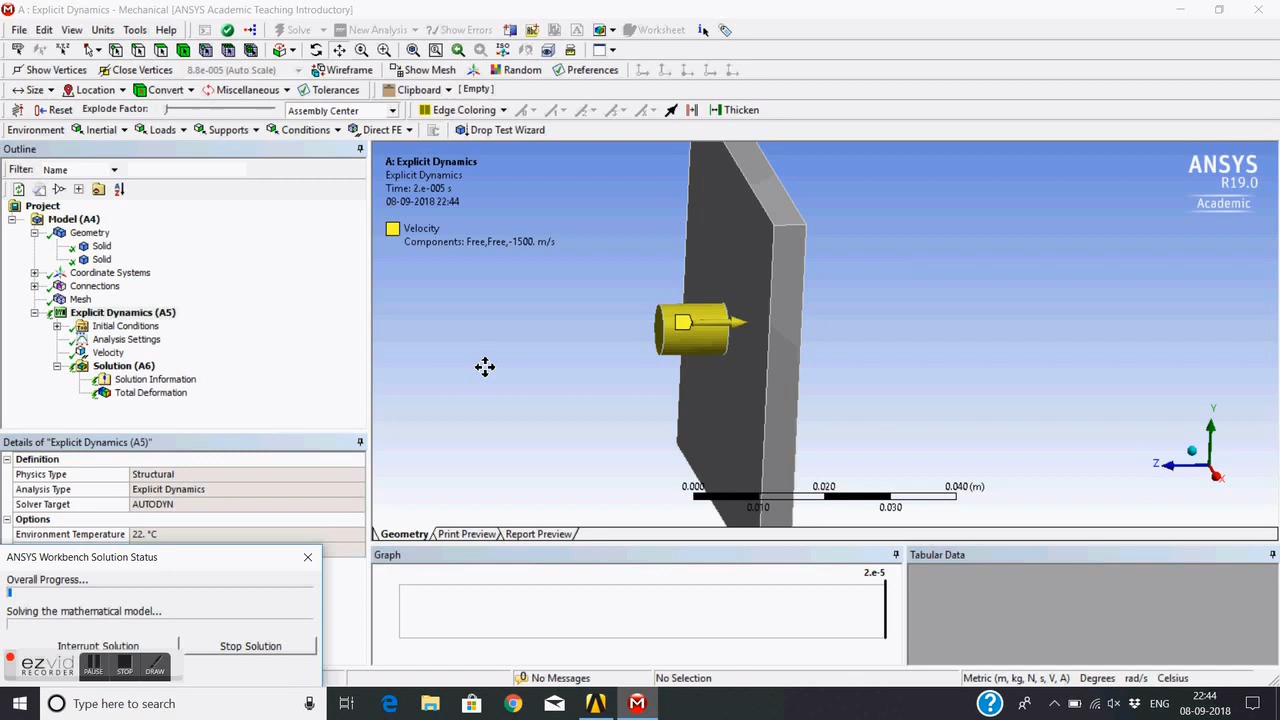 A : Explicit Dynamics - Mechanical [ANSYS Academic Teaching Introductory]
File Edit View Units Tools Help Solve New Analysis Show Errors Worksheet
Show Vertices Close Vertices 8.8e-005 (Auto Scale) Wireframe Show Mesh Random Preferences
Size Location Convert Miscellaneous Tolerances Clipboard [Empty]
Reset Explode Factor: Assembly Center Edge Coloring Thicken
Environment Inertial Loads Supports Conditions Direct FE Drop Test Wizard
Outline
Filter: Name
Project
Model (A4)
Geometry
Solid
Solid
Coordinate Systems
Connections
Mesh
Explicit Dynamics (A5)
Initial Conditions
Analysis Settings
Velocity
Solution (A6)
Solution Information
Total Deformation
Details of "Explicit Dynamics (A5)"
Definition
Physics Type Structural
Analysis Type Explicit Dynamics
Solver Target AUTODYN
Options
Environment Temperature 22. °C
ANSYS Workbench Solution Status
Overall Progress...
Solving the mathematical model...
Interrupt Solution Stop Solution
ezvid
RECORDER
PAUSE STOP DRAW
A: Explicit Dynamics
Explicit Dynamics
Time: 2.e-005 s
08-09-2018 22:44
Velocity
Components: Free,Free,-1500. m/s
ANSYS
R19.0
Academic
Y
Z
X
0.000 0.020 0.040 (m)
0.010 0.030
Geometry Print Preview Report Preview
Graph
2.e-5
Tabular Data
No Messages No Selection Metric (m, kg, N, s, V, A) Degrees rad/s Celsius
Type here to search
ENG
22:44
08-09-2018